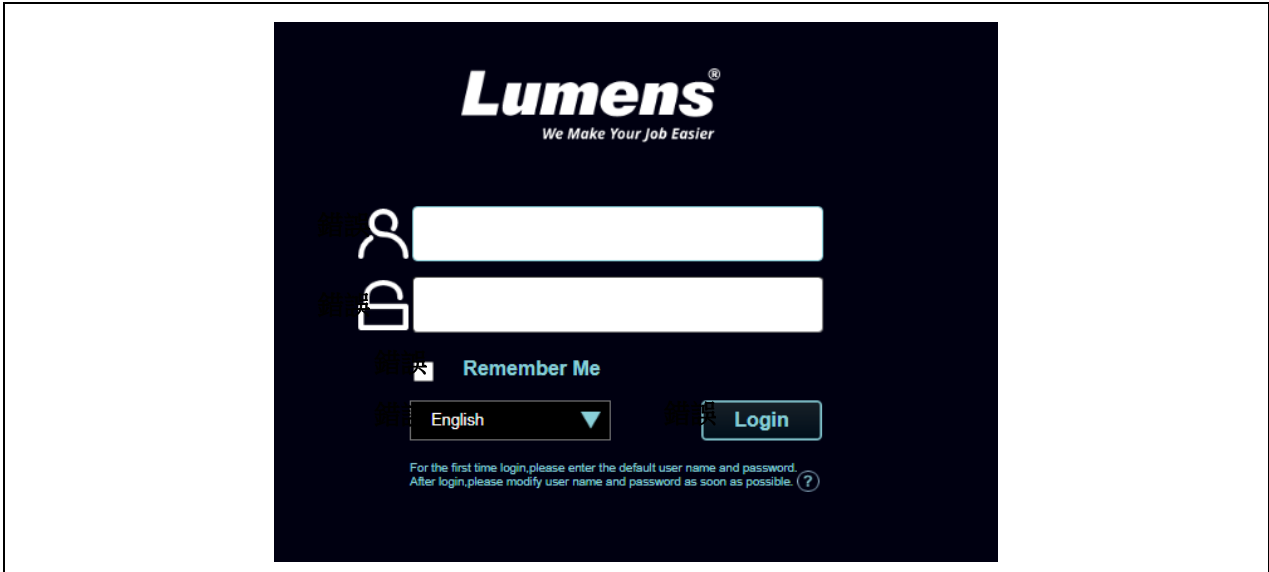 Lumens®
We Make Your Job Easier
Remember Me
English
Login
For the first time login,please enter the default user name and password.
After login,please modify user name and password as soon as possible. ?